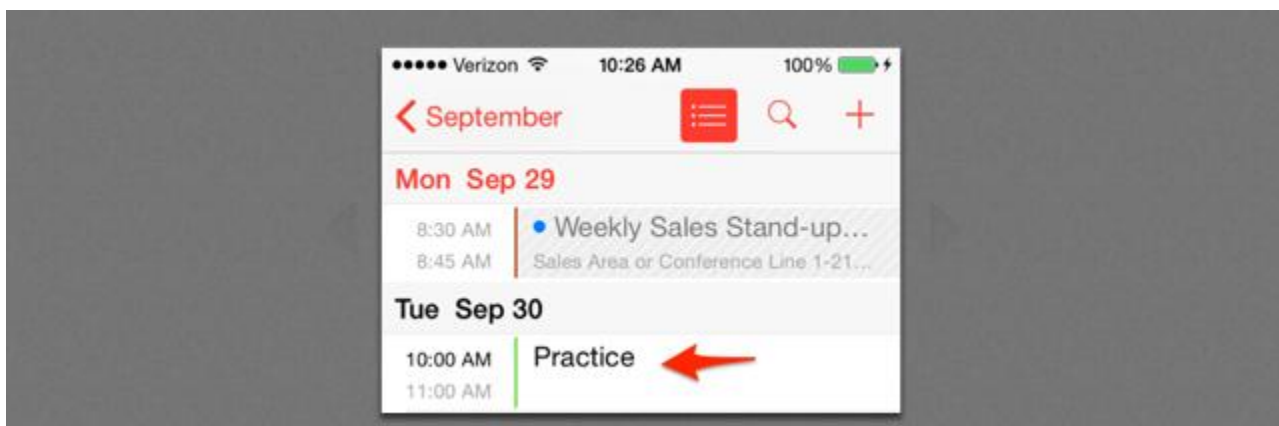 Verizon 10:26 AM 100%
September
Mon Sep 29
8:30 AM Weekly Sales Stand-up...
8:45 AM Sales Area or Conference Line 1-21...
Tue Sep 30
10:00 AM Practice
11:00 AM